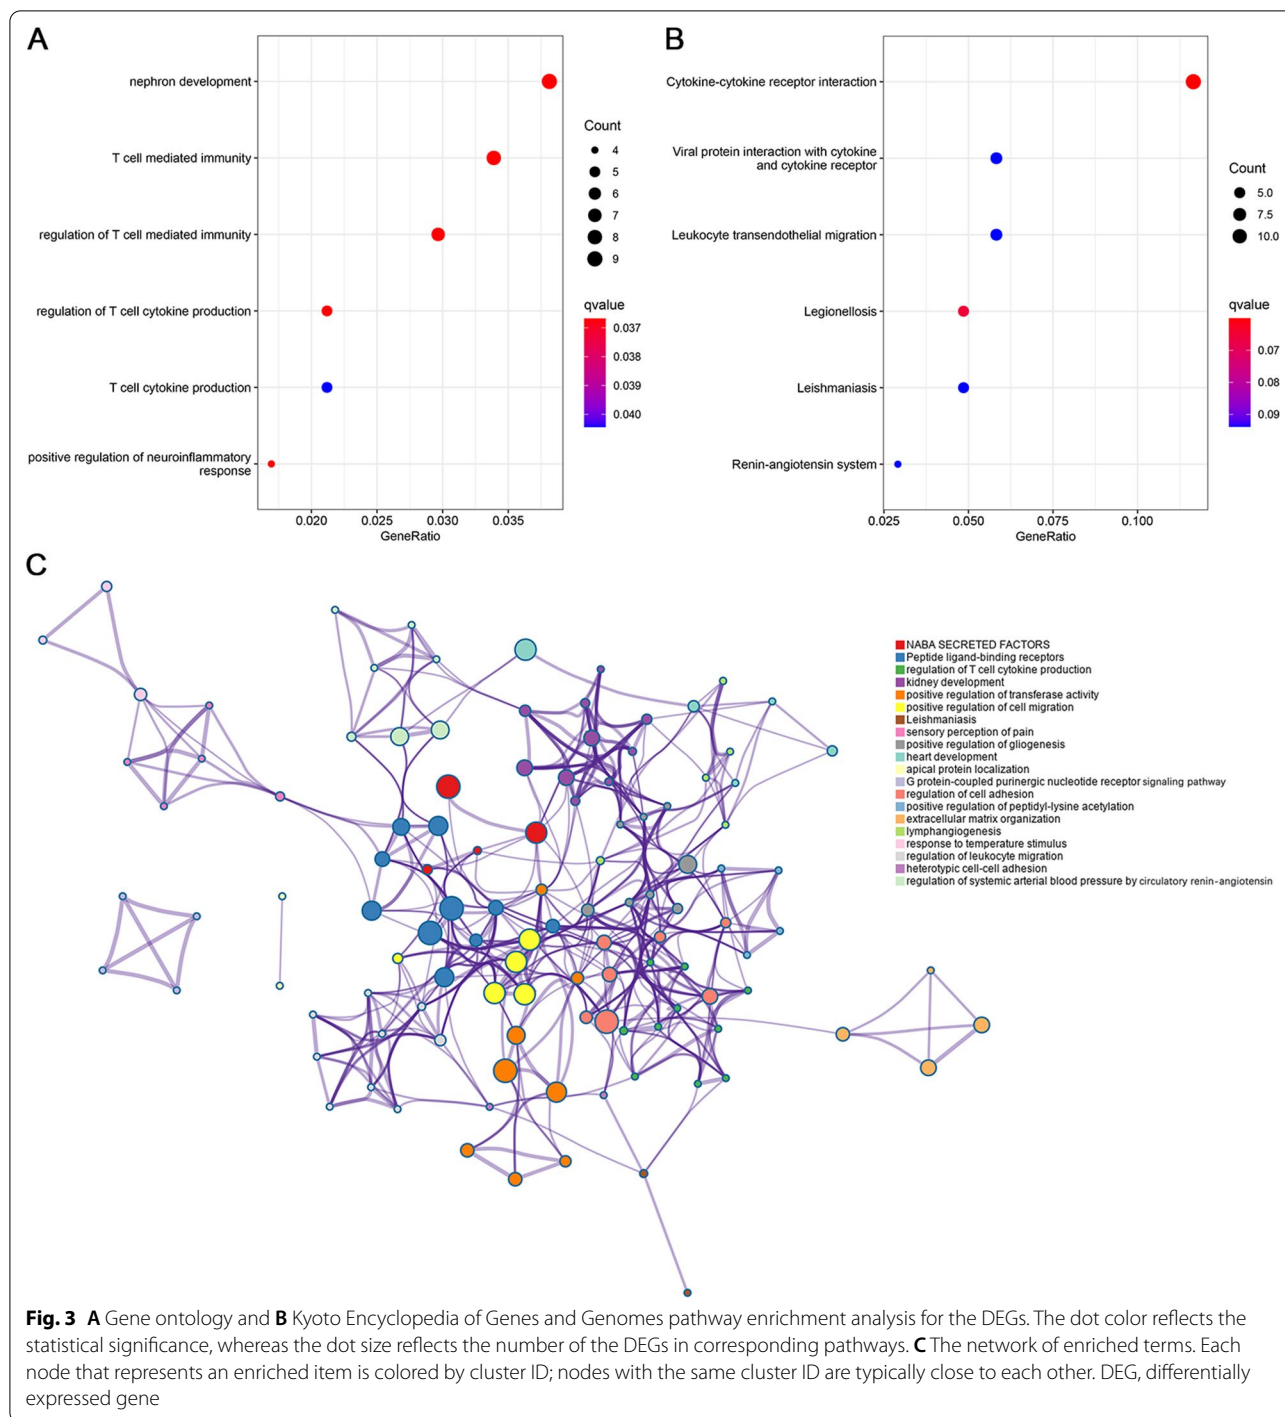 A
nephron development
T cell mediated immunity
regulation of T cell mediated immunity
regulation of T cell cytokine production
T cell cytokine production
positive regulation of neuroinflammatory
response
0.020
0.025
0.030
0.035
GeneRatio
Count
4
5
6
7
8
9
qvalue
0.037
0.038
0.039
0.040
B
Cytokine-cytokine receptor interaction
Viral protein interaction with cytokine
and cytokine receptor
Leukocyte transendothelial migration
Legionellosis
Leishmaniasis
Renin-angiotensin system
0.025
0.050
0.075
0.100
GeneRatio
Count
5.0
7.5
10.0
qvalue
0.07
0.08
0.09
C
NABA SECRETED FACTORS
Peptide ligand-binding receptors
regulation of T cell cytokine production
kidney development
positive regulation of transferase activity
positive regulation of cell migration
Leishmaniasis
sensory perception of pain
positive regulation of gliogenesis
heart development
apical protein localization
G protein-coupled purinergic nucleotide receptor signaling pathway
regulation of cell adhesion
positive regulation of peptidyl-lysine acetylation
extracellular matrix organization
lymphangiogenesis
response to temperature stimulus
regulation of leukocyte migration
heterotypic cell-cell adhesion
regulation of systemic arterial blood pressure by circulatory renin-angiotensin
Fig. 3 A Gene ontology and B Kyoto Encyclopedia of Genes and Genomes pathway enrichment analysis for the DEGs. The dot color reflects the
statistical significance, whereas the dot size reflects the number of the DEGs in corresponding pathways. C The network of enriched terms. Each
node that represents an enriched item is colored by cluster ID; nodes with the same cluster ID are typically close to each other. DEG, differentially
expressed gene